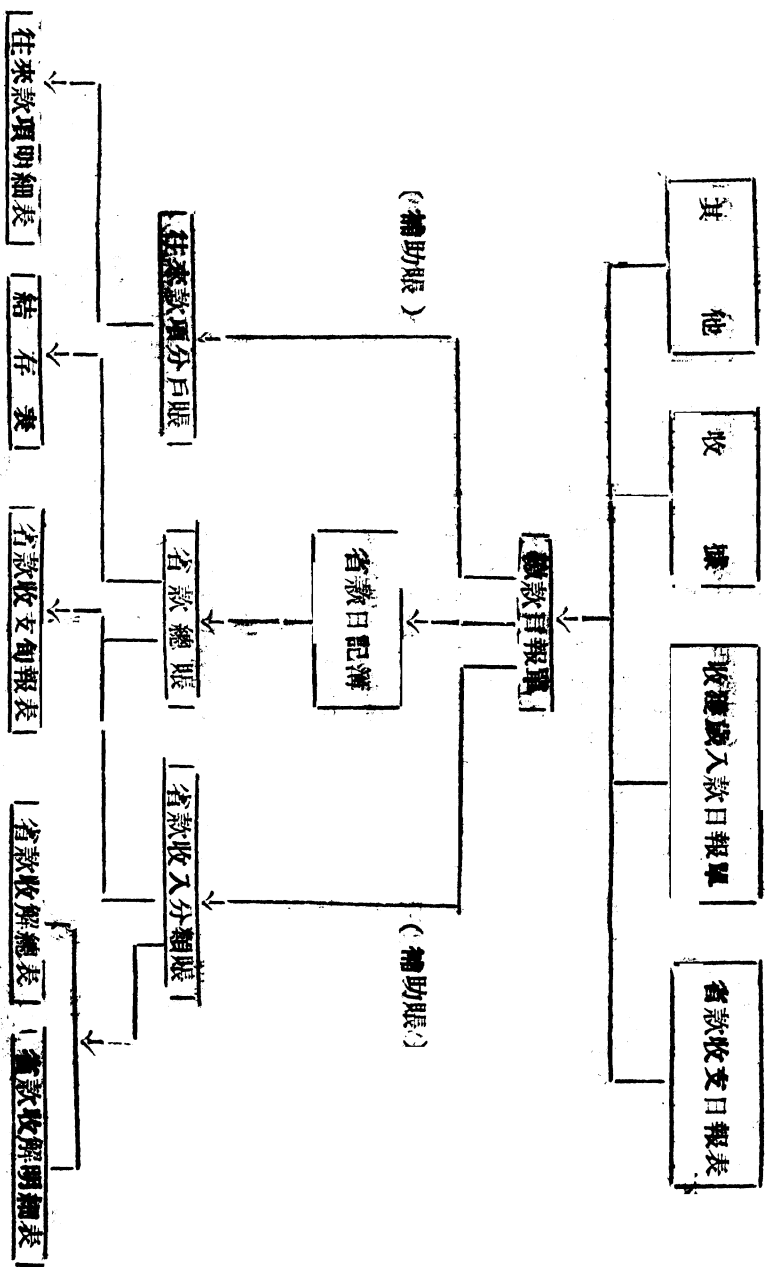 省款收支日報表
收進歲入款日報單
收據
其他
繳款書報單
(補助賬)
(補助賬)
省款日記簿
省款收入分類賬
省款總賬
往來款項分戶賬
省款收解明細表
省款收解總表
省款收支旬報表
結存表
往來款項明細表